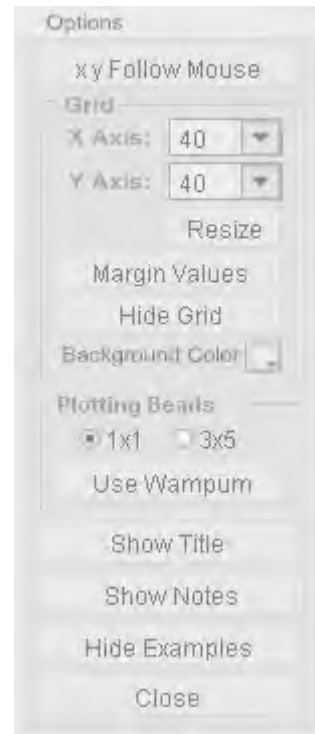 Options
xy Follow Mouse
Grid
X Axis: 40
Y Axis: 40
Resize
Margin Values
Hide Grid
Background Color
Plotting Beads
1x1 3x5
Use Wampum
Show Title
Show Notes
Hide Examples
Close